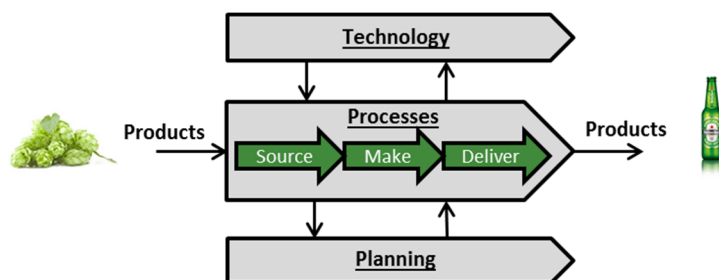 Technology
Products
Processes
Source
Make
Deliver
Products
Planning